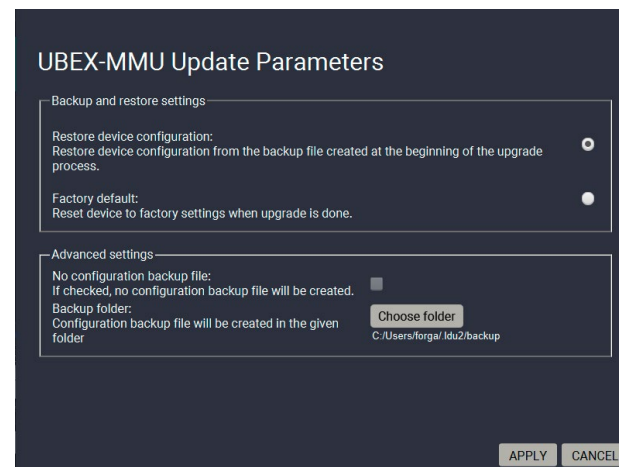 UBEX-MMU Update Parameters
Backup and restore settings
Restore device configuration:
Restore device configuration from the backup file created at the beginning of the upgrade
process.
Factory default:
Reset device to factory settings when upgrade is done.
Advanced settings
No configuration backup file:
If checked, no configuration backup file will be created.
Backup folder:
Configuration backup file will be created in the given
folder
Choose folder
C:/Users/forga/.ldu2/backup
APPLY
CANCEL